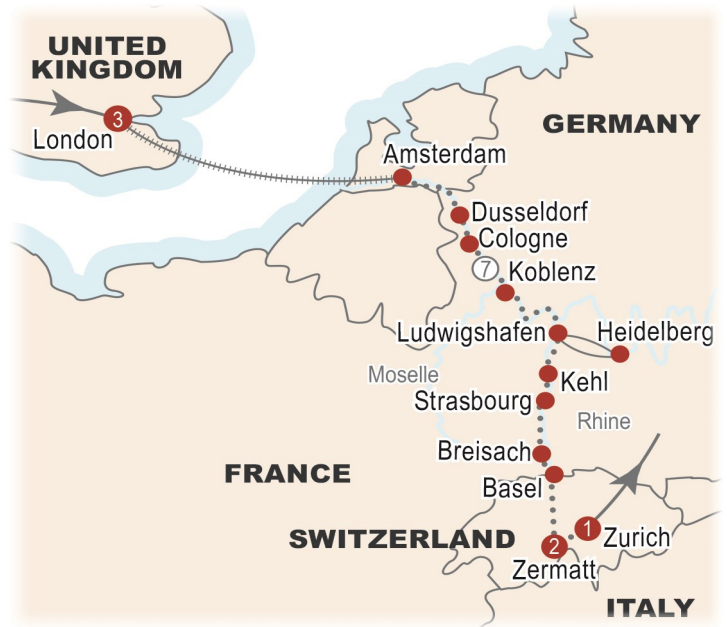 UNITED
KINGDOM
3
London
GERMANY
Amsterdam
Dusseldorf
Cologne
7
Koblenz
Ludwigshafen
Heidelberg
Moselle
Kehl
Strasbourg
Rhine
Breisach
FRANCE
Basel
SWITZERLAND
1
Zurich
2
Zermatt
ITALY